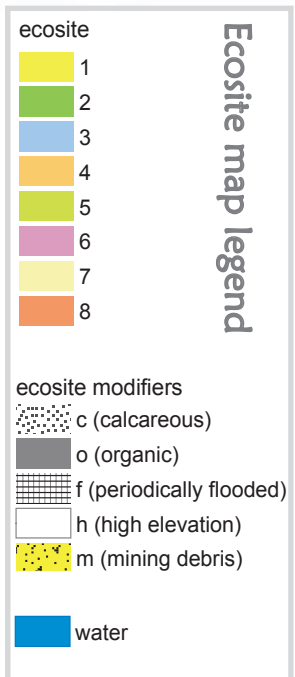 Ecosite map legend
ecosite
1
2
3
4
5
6
7
8
ecosite modifiers
c (calcareous)
o (organic)
f (periodically flooded)
h (high elevation)
m (mining debris)
water